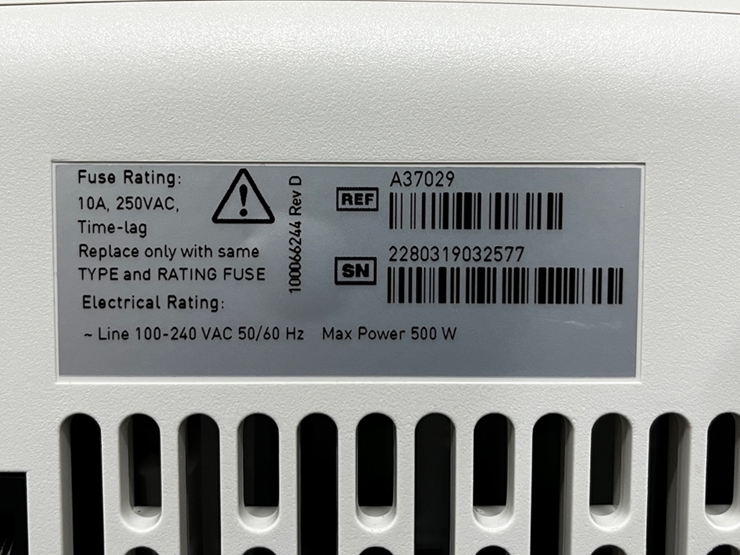 Fuse Rating:
10A, 250VAC,
Time-lag
Replace only with same
TYPE and RATING FUSE
Electrical Rating:
~ Line 100-240 VAC 50/60 Hz Max Power 500 W
100066244 Rev D
REF
A37029
SN
2280319032577